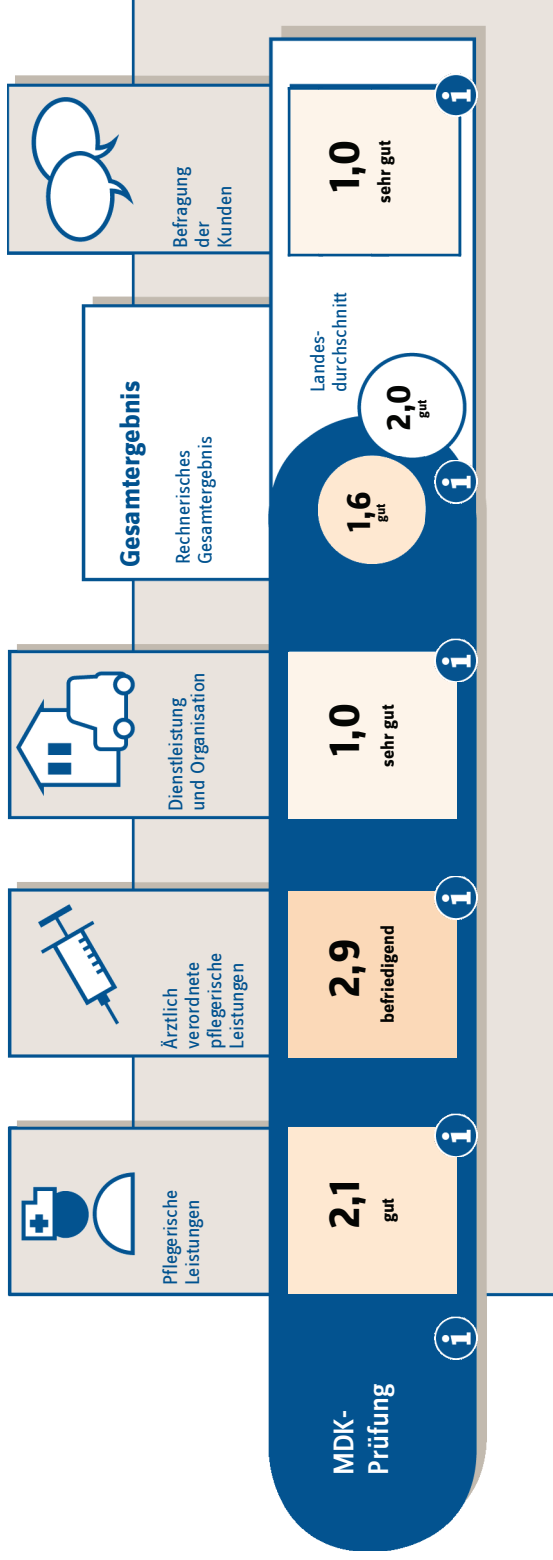 MDK-
Prüfung
Pflegerische
Leistungen
2,1
gut
Ärztlich
verordnete
pflegerische
Leistungen
2,9
befriedigend
Dienstleistung
und Organisation
1,0
sehr gut
Gesamtergebnis
Rechnerisches
Gesamtergebnis
1,6
gut
Landes-
durchschnitt
2,0
gut
Befragung
der
Kunden
1,0
sehr gut
i
i
i
i
i
i